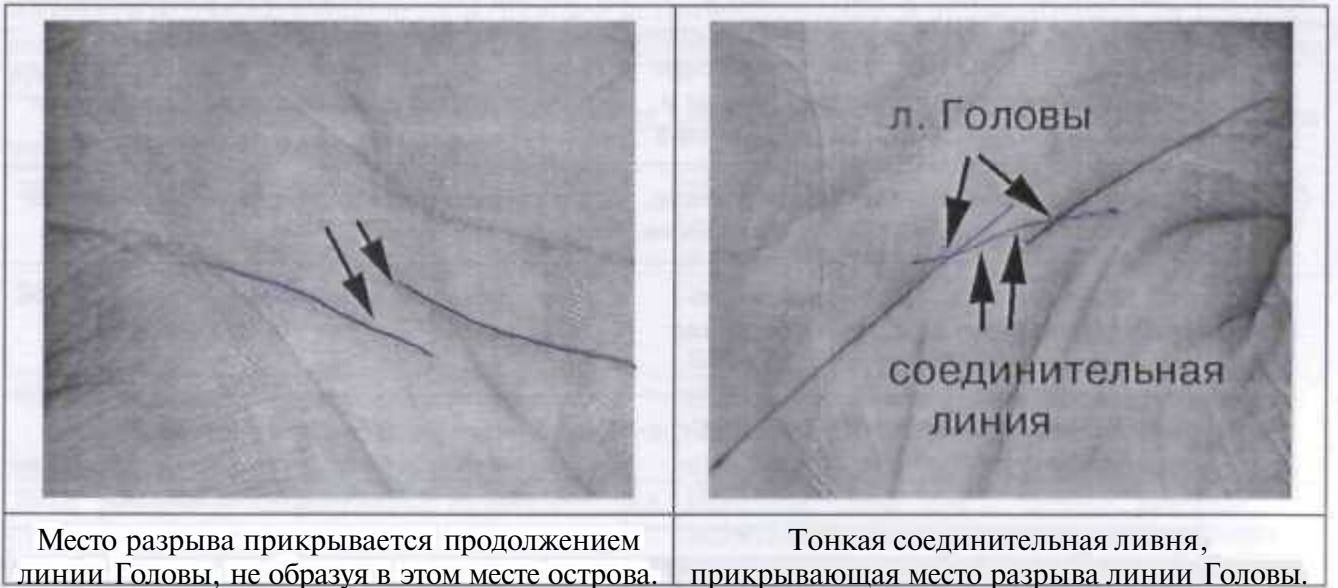 л. Головы
соединительная
линия
Место разрыва прикрывается продолжением
линии Головы, не образуя в этом месте острова.
Тонкая соединительная ливня,
прикрывающая место разрыва линии Головы.